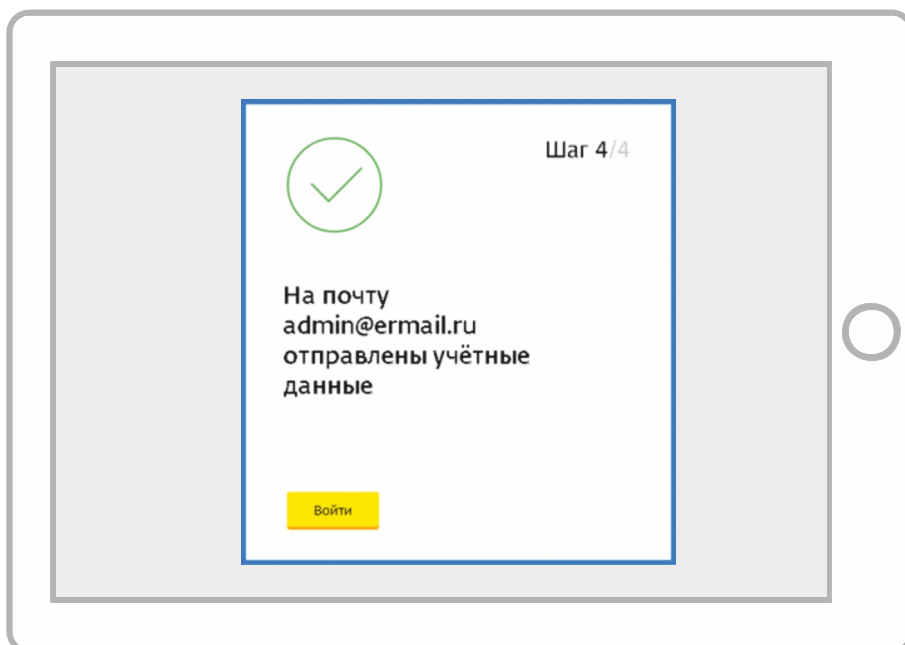 Шаг 4/4
На почту
admin@ermail.ru
отправлены учётные
данные
Войти